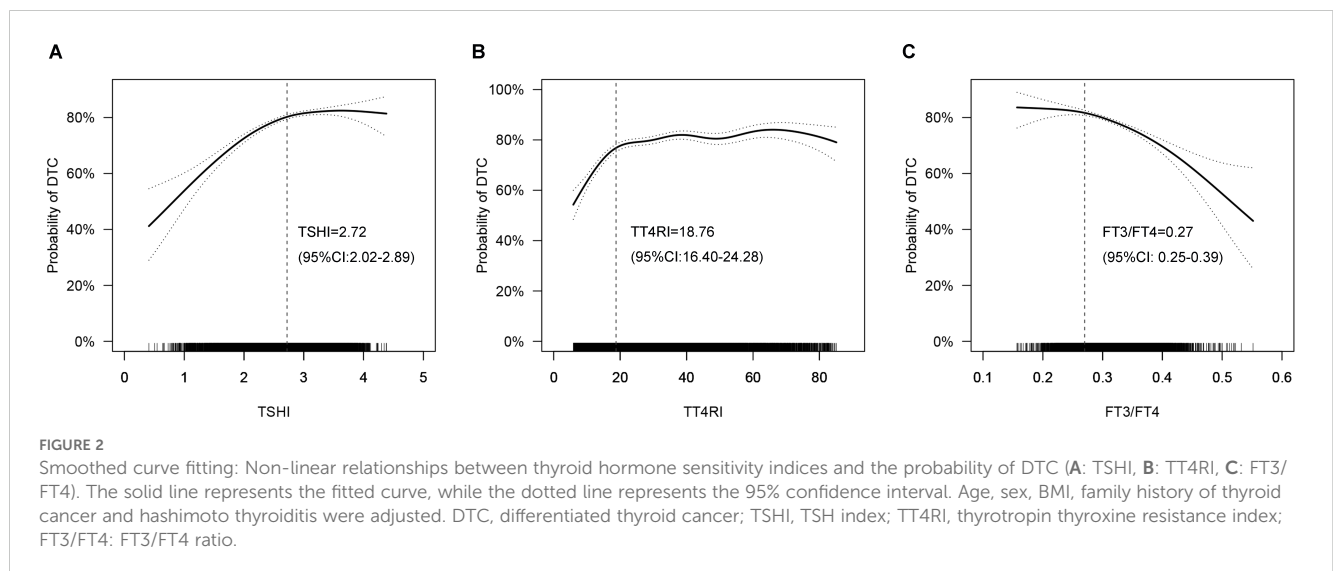 A
B
C
80%
60%
40%
20%
0%
Probability of DTC
TSHI=2.72
(95%CI:2.02-2.89)
0 1 2 3 4 5
TSHI
100%
80%
60%
40%
20%
0%
Probability of DTC
TT4RI=18.76
(95%CI:16.40-24.28)
0 20 40 60 80
TT4RI
80%
60%
40%
20%
0%
Probability of DTC
FT3/FT4=0.27
(95%CI: 0.25-0.39)
0.1 0.2 0.3 0.4 0.5 0.6
FT3/FT4
FIGURE 2
Smoothed curve fitting: Non-linear relationships between thyroid hormone sensitivity indices and the probability of DTC (A: TSHI, B: TT4RI, C: FT3/
FT4). The solid line represents the fitted curve, while the dotted line represents the 95% confidence interval. Age, sex, BMI, family history of thyroid
cancer and hashimoto thyroiditis were adjusted. DTC, differentiated thyroid cancer; TSHI, TSH index; TT4RI, thyrotropin thyroxine resistance index;
FT3/FT4: FT3/FT4 ratio.